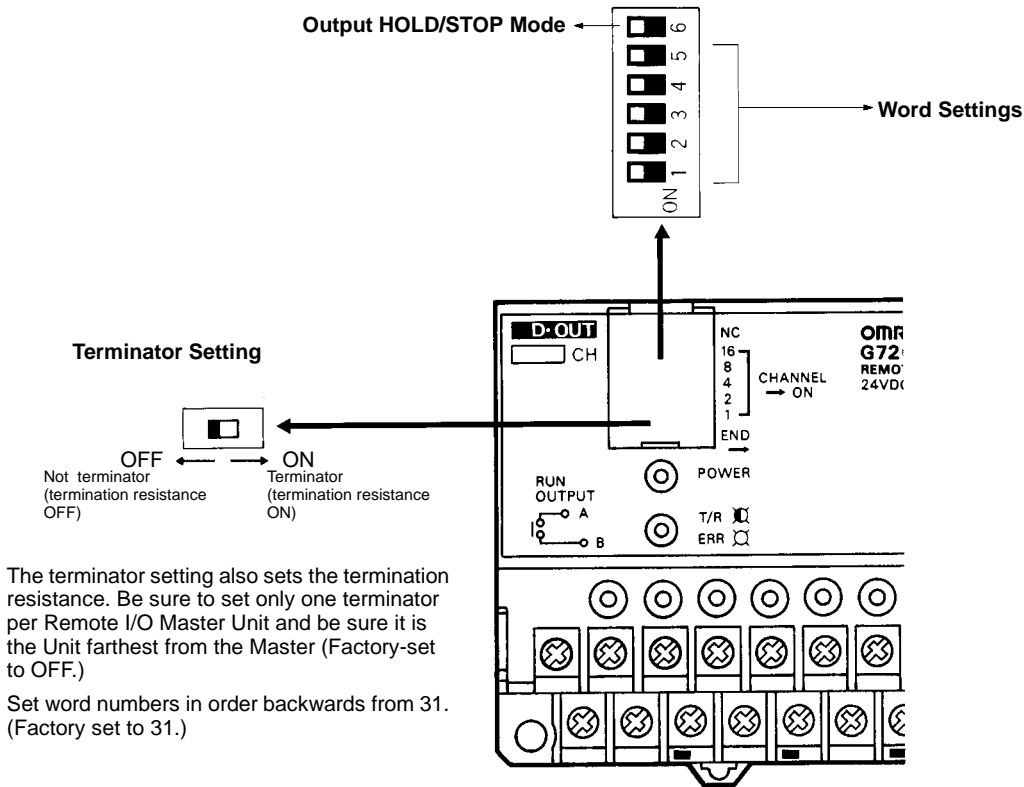 Output HOLD/STOP Mode
6
5
4
3
2
1
ON
Word Settings
Terminator Setting
OFF
ON
Not terminator
(termination resistance
OFF)
Terminator
(termination resistance
ON)
The terminator setting also sets the termination
resistance. Be sure to set only one terminator
per Remote I/O Master Unit and be sure it is
the Unit farthest from the Master (Factory-set
to OFF.)
Set word numbers in order backwards from 31.
(Factory set to 31.)
D·OUT
CH
NC
16
8
4
2
1
CHANNEL
→ ON
END
→
OMR
G72
REMO
24VD
POWER
RUN
OUTPUT
A
B
T/R
ERR